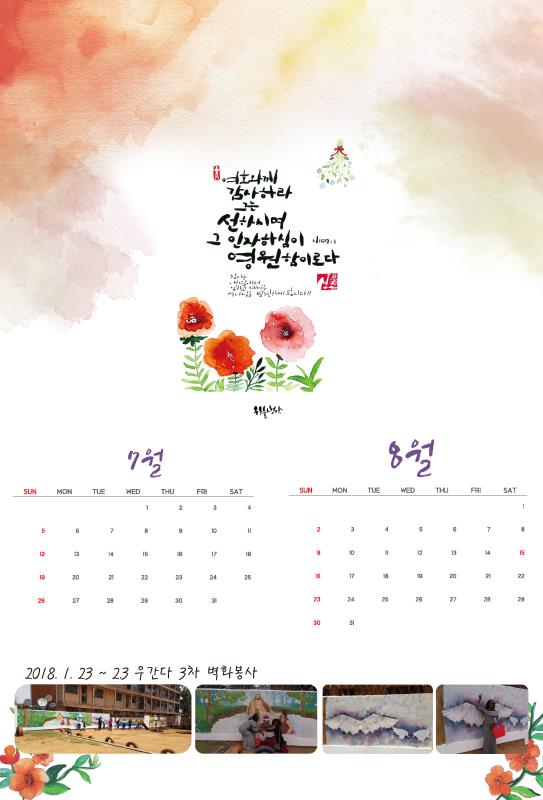 여호와께
감사하라
그는
선하시며
그 인자하심이 시107:1
영원함이로다
7월
SUN MON TUE WED THU FRI SAT
1 2 3 4
5 6 7 8 9 10 11
12 13 14 15 16 17 18
19 20 21 22 23 24 25
26 27 28 29 30 31
8월
SUN MON TUE WED THU FRI SAT
1
2 3 4 5 6 7 8
9 10 11 12 13 14 15
16 17 18 19 20 21 22
23 24 25 26 27 28 29
30 31
2018. 1. 23 ~ 23 우간다 3차 벽화봉사